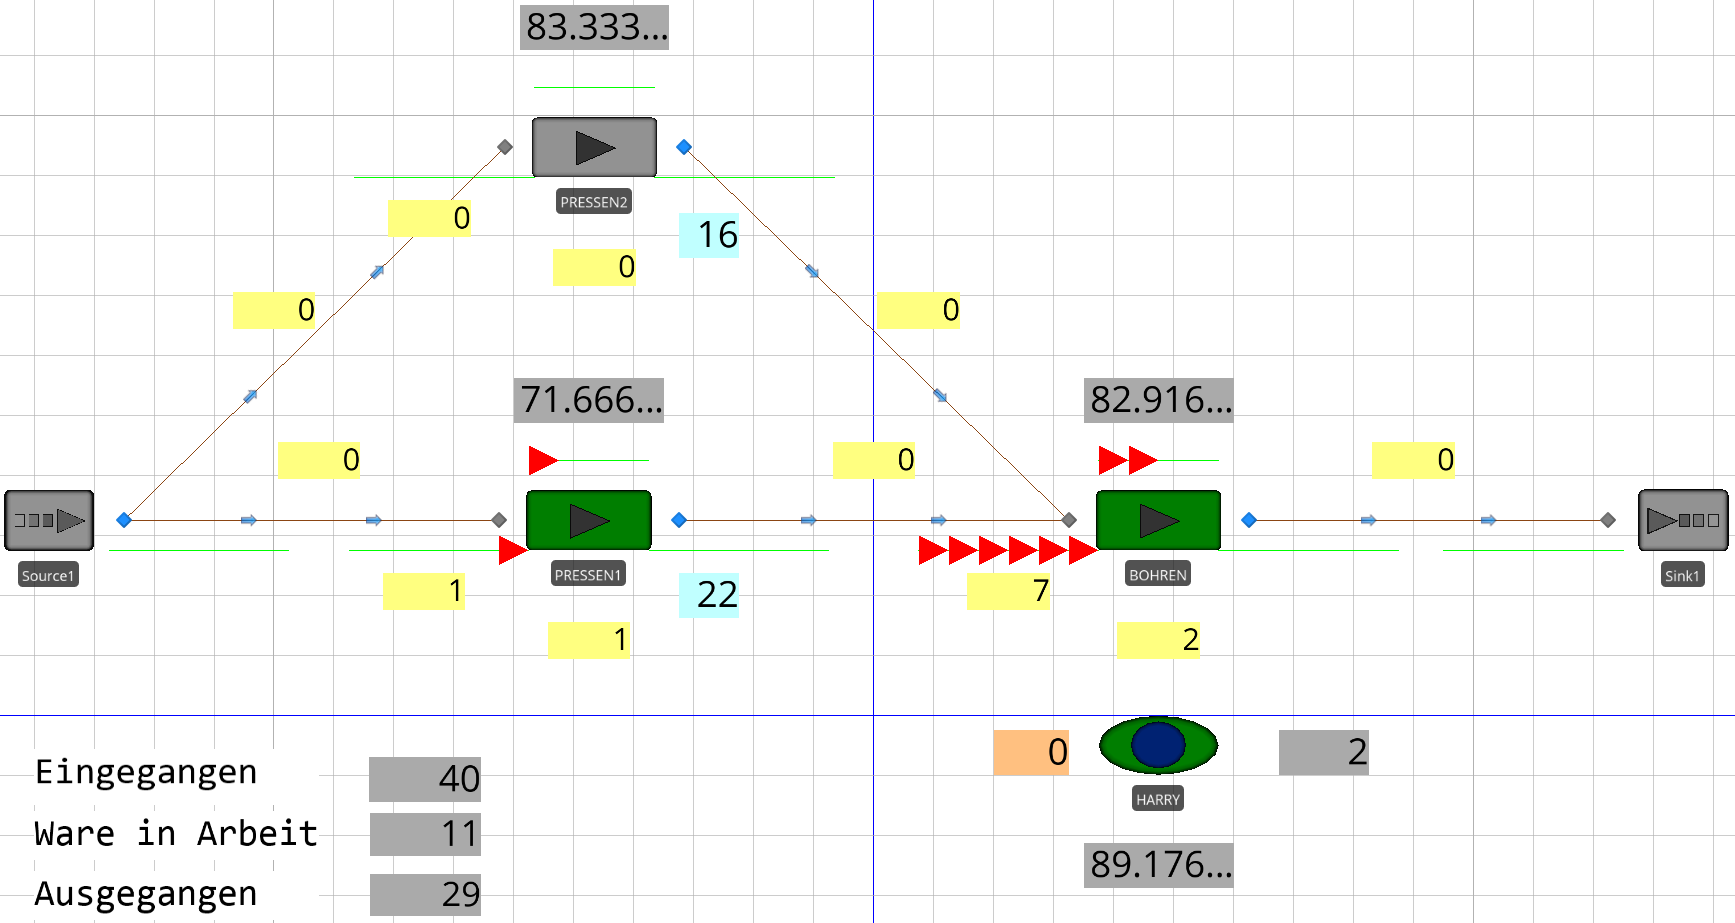 83.333...
PRESSEN2
0
16
0
0
0
71.666...
82.916...
0
0
0
Source1
PRESSEN1
BOHREN
Sink1
1
22
7
1
2
0
2
HARRY
Eingegangen 40
Ware in Arbeit 11
89.176...
Ausgegangen 29